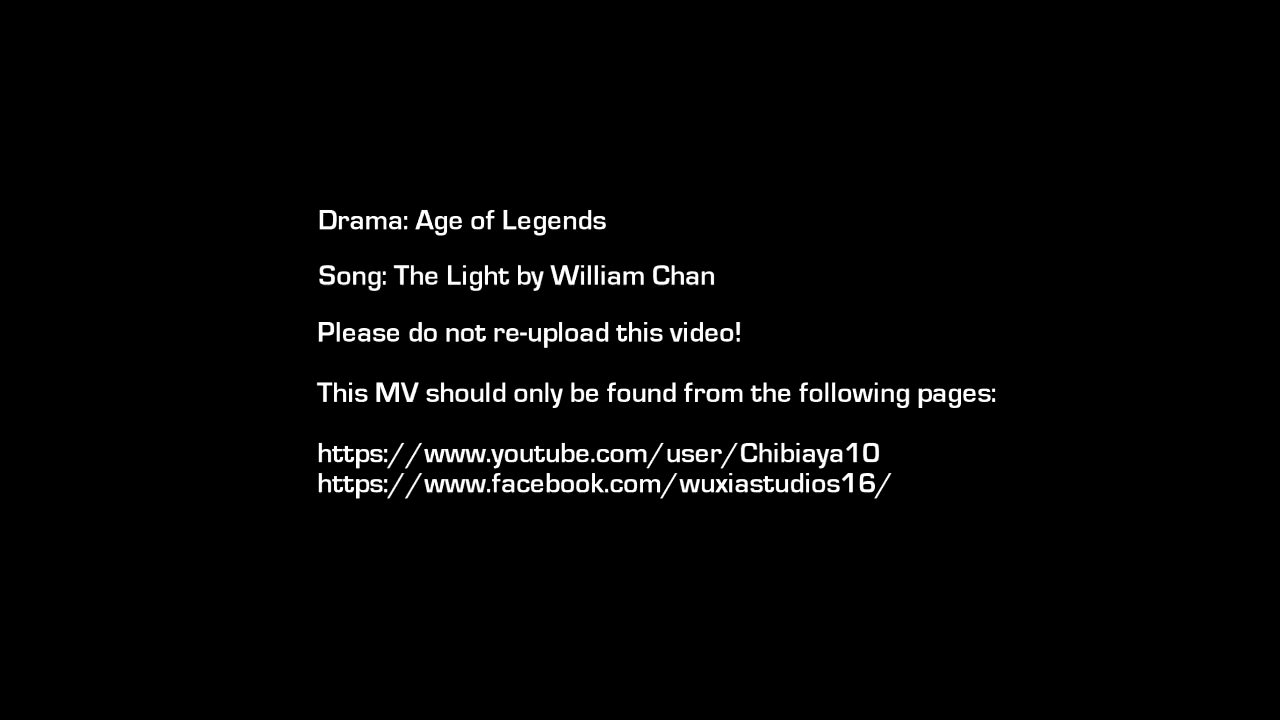 Drama: Age of Legends
Song: The Light by William Chan
Please do not re-upload this video!
This MV should only be found from the following pages:
https://www.youtube.com/user/Chibiaya10
https://www.facebook.com/wuxiastudios16/